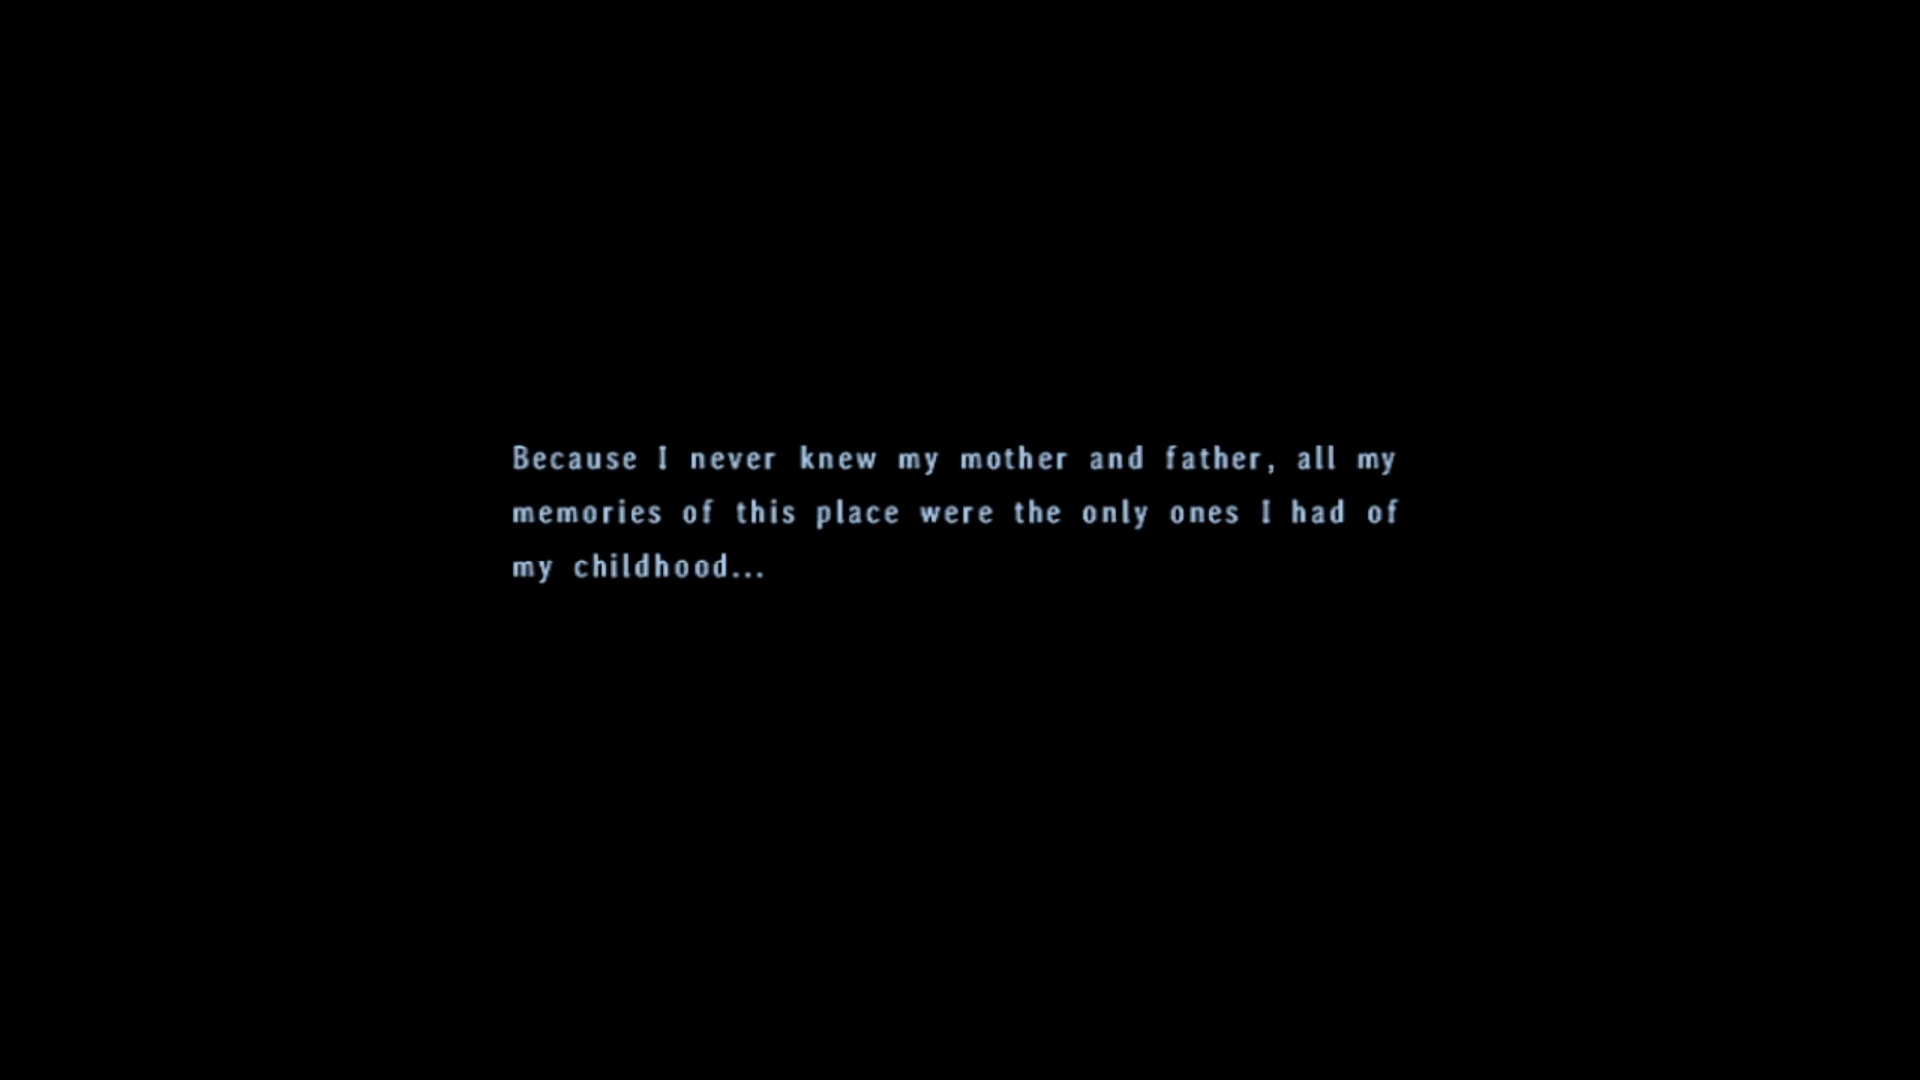 Because I never knew my mother and father, all my
memories of this place were the only ones I had of
my childhood...